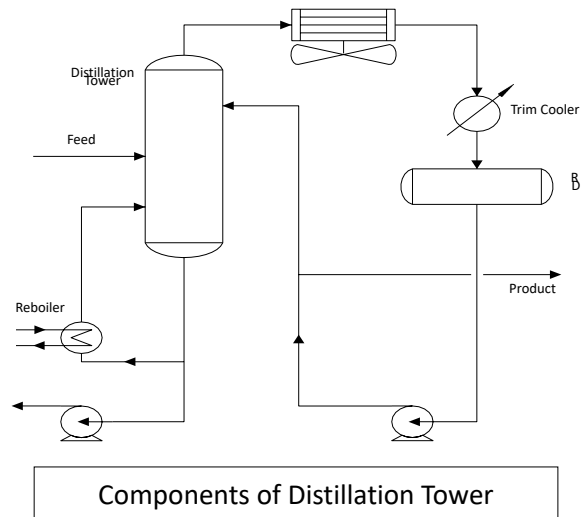 Distillation
Tower
Trim Cooler
Feed
R
D
Product
Reboiler
Components of Distillation Tower